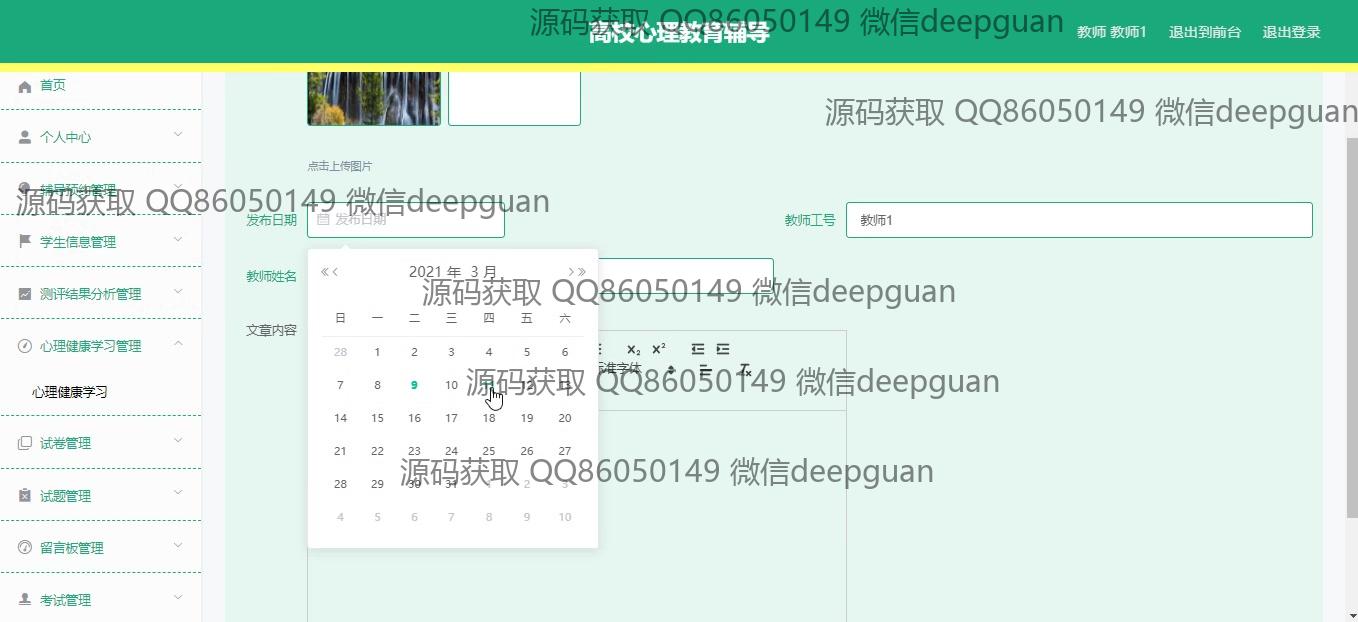 高校心理教育辅导
教师 教师1 退出到前台 退出登录
源码获取 QQ86050149 微信deepguan
首页
个人中心
源码获取 QQ86050149 微信deepguan
点击上传图片
辅导预约管理
源码获取 QQ86050149 微信deepguan
发布日期 发布日期 教师工号 教师1
学生信息管理
教师姓名
2021 年 3 月
测评结果分析管理
源码获取 QQ86050149 微信deepguan
日 一 二 三 四 五 六
文章内容
心理健康学习管理
28 1 2 3 4 5 6
X₂ X²
标准字体
7 8 9 10 11 12 13
源码获取 QQ86050149 微信deepguan
心理健康学习
14 15 16 17 18 19 20
试卷管理
21 22 23 24 25 26 27
源码获取 QQ86050149 微信deepguan
28 29 30 31 1 2 3
试题管理
4 5 6 7 8 9 10
留言板管理
考试管理